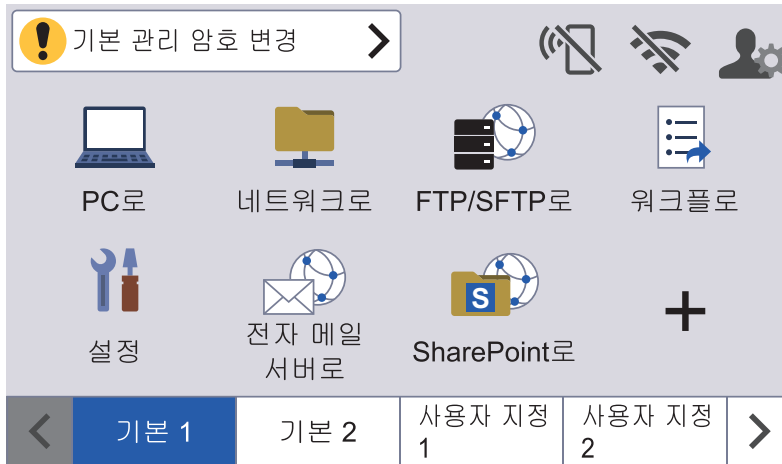 기본 관리 암호 변경
PC로
네트워크로
FTP/SFTP로
워크플로
설정
전자 메일
서버로
S
SharePoint로
기본 1
기본 2
사용자 지정
1
사용자 지정
2